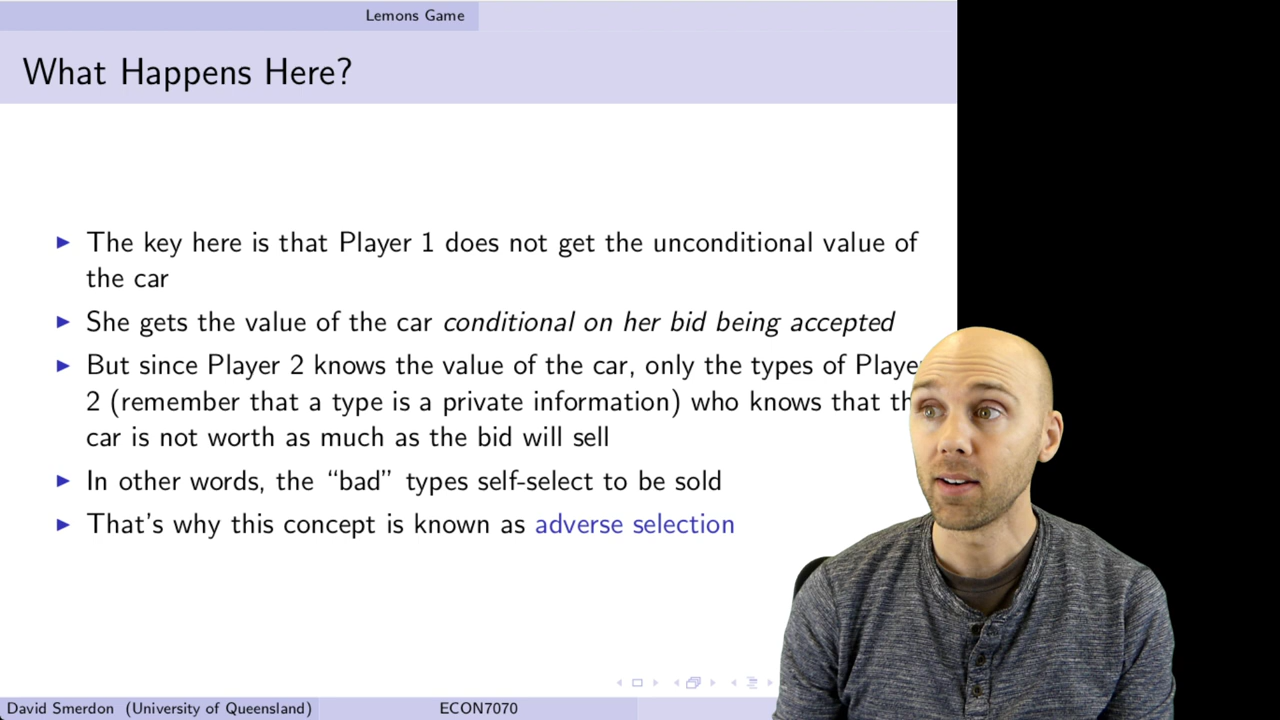 Lemons Game
What Happens Here?
The key here is that Player 1 does not get the unconditional value of
the car
She gets the value of the car conditional on her bid being accepted
But since Player 2 knows the value of the car, only the types of Playe
2 (remember that a type is a private information) who knows that th
car is not worth as much as the bid will sell
In other words, the “bad” types self-select to be sold
That’s why this concept is known as adverse selection
David Smerdon (University of Queensland) ECON7070